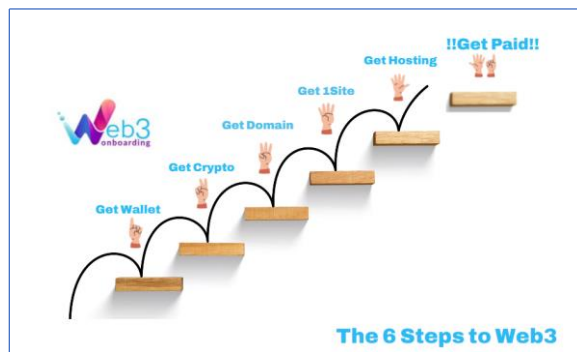 !!Get Paid!!
Get Hosting
Get 1Site
Web3
onboarding
Get Domain
Get Crypto
Get Wallet
The 6 Steps to Web3